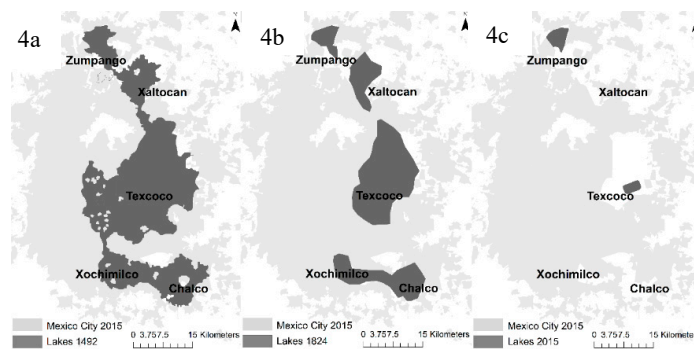 4a
Zumpango
Xaltocan
Texcoco
Xochimilco
Chalco
Mexico City 2015
Lakes 1492
0 3.757.5 15 Kilometers
4b
Zumpango
Xaltocan
Texcoco
Xochimilco
Chalco
Mexico City 2015
Lakes 1824
0 3.757.5 15 Kilometers
4c
Zumpango
Xaltocan
Texcoco
Xochimilco
Chalco
Mexico City 2015
Lakes 2015
0 3.757.5 15 Kilometers